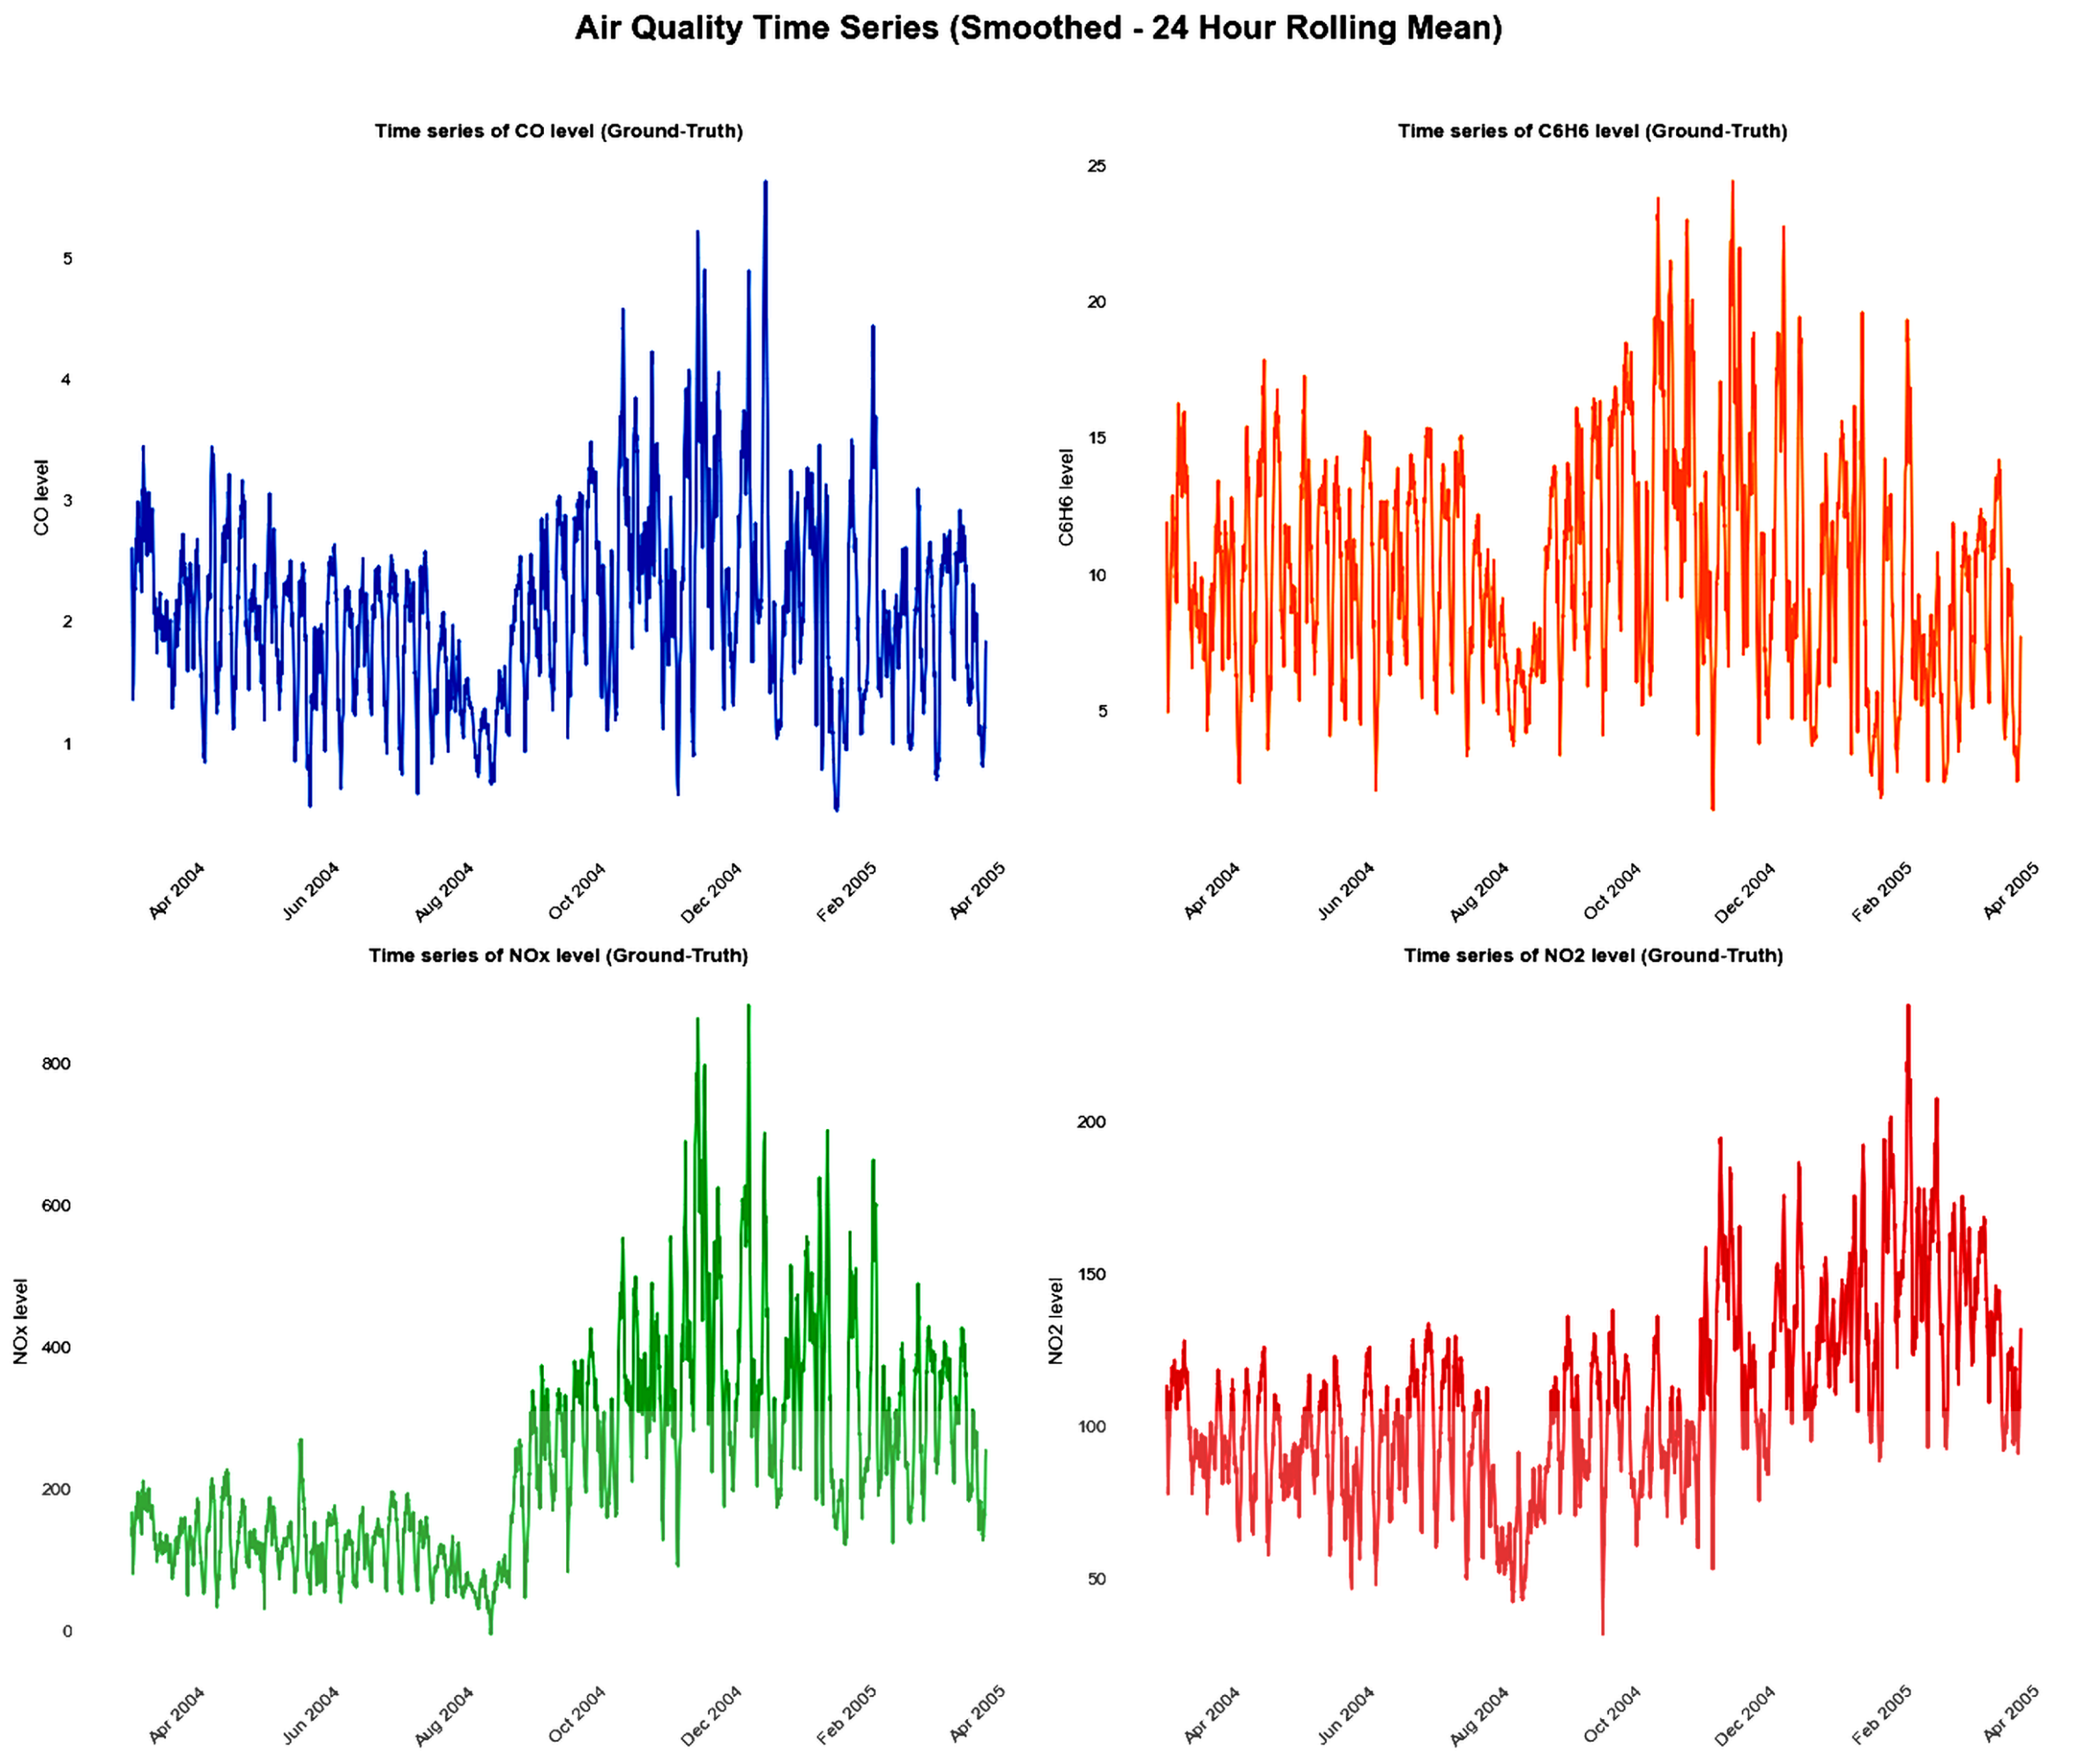 Air Quality Time Series (Smoothed - 24 Hour Rolling Mean)
Time series of CO level (Ground-Truth)
CO level
5
4
3
2
1
Apr 2004
Jun 2004
Aug 2004
Oct 2004
Dec 2004
Feb 2005
Apr 2005
Time series of C6H6 level (Ground-Truth)
C6H6 level
25
20
15
10
5
Apr 2004
Jun 2004
Aug 2004
Oct 2004
Dec 2004
Feb 2005
Apr 2005
Time series of NOx level (Ground-Truth)
NOx level
800
600
400
200
0
Apr 2004
Jun 2004
Aug 2004
Oct 2004
Dec 2004
Feb 2005
Apr 2005
Time series of NO2 level (Ground-Truth)
NO2 level
200
150
100
50
Apr 2004
Jun 2004
Aug 2004
Oct 2004
Dec 2004
Feb 2005
Apr 2005